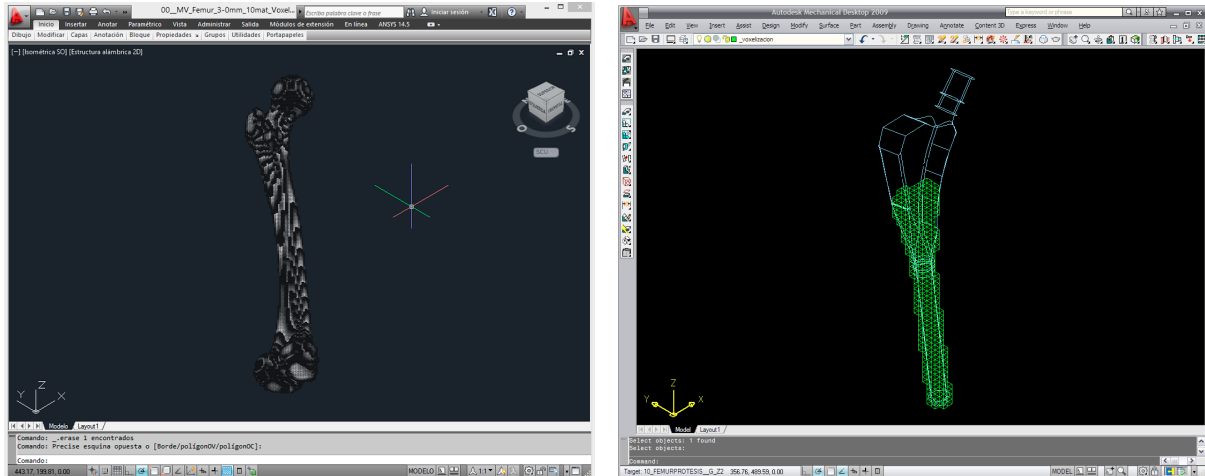 00__MV_Femur_3-0mm_10mat_Voxel...
Escriba palabra clave o frase
Iniciar sesión
Inicio Insertar Anotar Paramétrico Vista Administrar Salida Módulos de extensión En línea ANSYS 14.5
Dibujo Modificar Capas Anotación Bloque Propiedades Grupos Utilidades Portapapeles
[−] [Isométrica SO] [Estructura alámbrica 2D]
O S
SCU
Z
Y X
Modelo Layout1
Comando: _.erase 1 encontrados
Comando: Precise esquina opuesta o [Borde/polígonOV/polígonOC]:
Comando:
443.17, 199.81, 0.00 MODELO 1:1
Autodesk Mechanical Desktop 2009
Type a keyword or phrase
File Edit View Insert Assist Design Modify Surface Part Assembly Drawing Annotate Content 3D Express Window Help
_voxelizacion
Z
Y X
Model Layout1
Select objects: 1 found
Select objects:
Command:
Target: 10_FEMURPROTESIS__G_Z2 356.76, 489.59, 0.00 MODEL